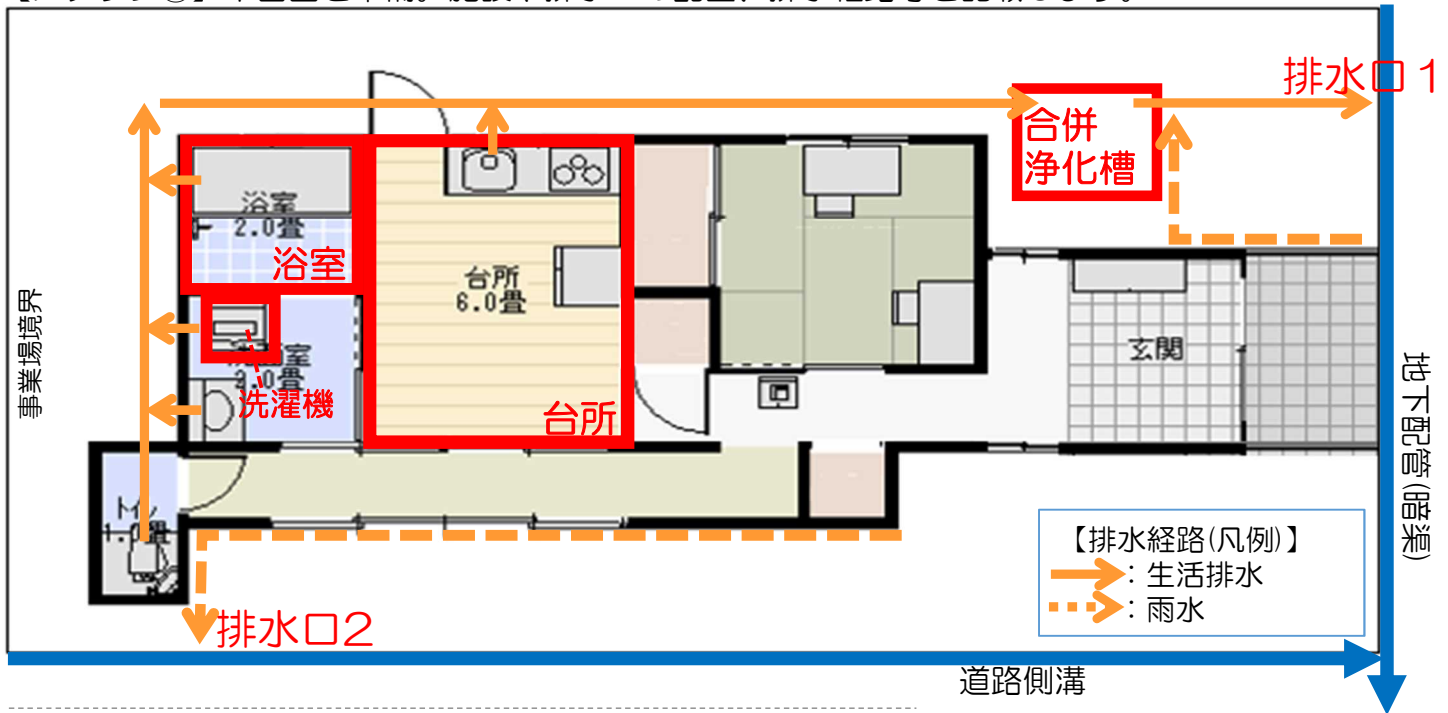 排水口1
合併
浄化槽
浴室
2.0畳
浴室
台所
6.0畳
台所
室
2.0畳
洗濯機
玄関
事業場境界
地下配管(暗渠)
【排水経路(凡例)】
：生活排水
：雨水
排水口2
道路側溝